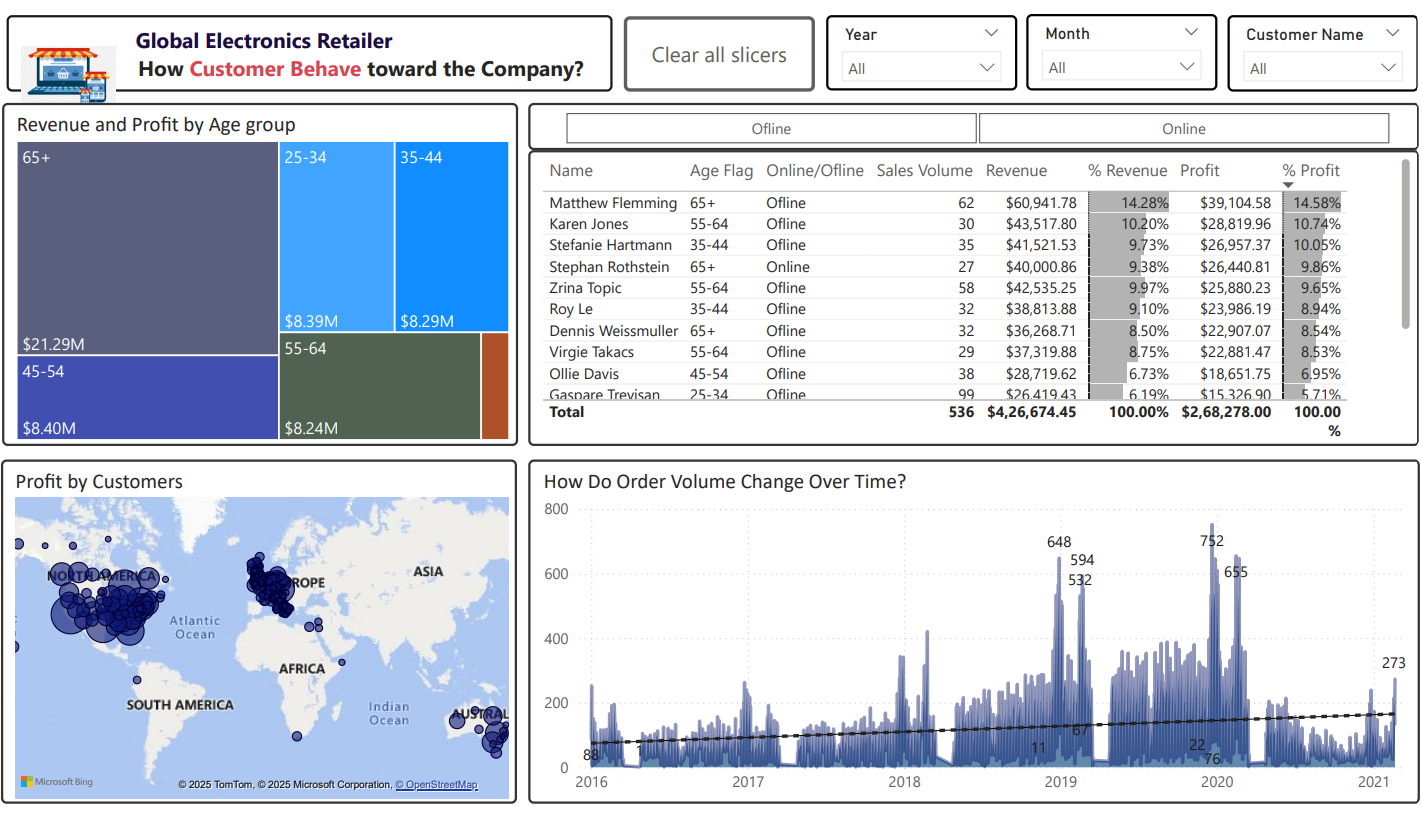 Global Electronics Retailer
How Customer Behave toward the Company?
Clear all slicers
Year
All
Month
All
Customer Name
All
Revenue and Profit by Age group
65+
$21.29M
45-54
$8.40M
25-34
$8.39M
35-44
$8.29M
55-64
$8.24M
Ofline Online
Name Age Flag Online/Ofline Sales Volume Revenue % Revenue Profit % Profit
Matthew Flemming 65+ Ofline 62 $60,941.78 14.28% $39,104.58 14.58%
Karen Jones 55-64 Ofline 30 $43,517.80 10.20% $28,819.96 10.74%
Stefanie Hartmann 35-44 Ofline 35 $41,521.53 9.73% $26,957.37 10.05%
Stephan Rothstein 65+ Online 27 $40,000.86 9.38% $26,440.81 9.86%
Zrina Topic 55-64 Ofline 58 $42,535.25 9.97% $25,880.23 9.65%
Roy Le 35-44 Ofline 32 $38,813.88 9.10% $23,986.19 8.94%
Dennis Weissmuller 65+ Ofline 32 $36,268.71 8.50% $22,907.07 8.54%
Virgie Takacs 55-64 Ofline 29 $37,319.88 8.75% $22,881.47 8.53%
Ollie Davis 45-54 Ofline 38 $28,719.62 6.73% $18,651.75 6.95%
Gaspare Trevisan 25-34 Ofline 99 $26,419.43 6.19% $15,326.90 5.71%
Total 536 $4,26,674.45 100.00% $2,68,278.00 100.00
%
Profit by Customers
NORTH AMERICA
ROPE
ASIA
Atlantic
Ocean
AFRICA
SOUTH AMERICA
Indian
Ocean
AUSTRAL
Microsoft Bing
© 2025 TomTom, © 2025 Microsoft Corporation, © OpenStreetMap
How Do Order Volume Change Over Time?
800
600
400
200
0
648
594
532
752
655
273
88
1
11
67
22
76
2016 2017 2018 2019 2020 2021